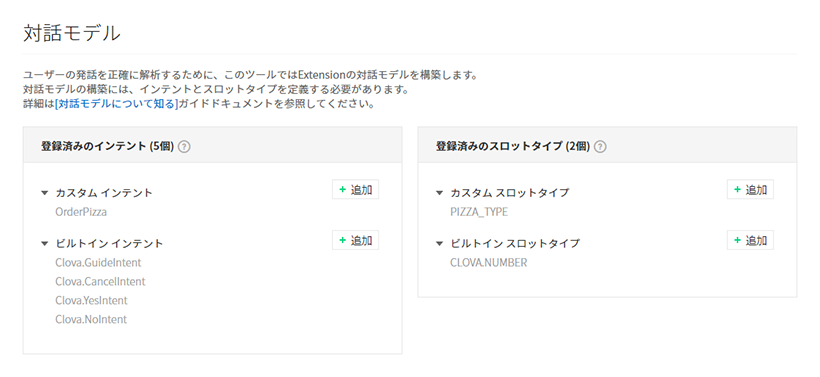 対話モデル
ユーザーの発話を正確に解析するために、このツールではExtensionの対話モデルを構築します。
対話モデルの構築には、インテントとスロットタイプを定義する必要があります。
詳細は[対話モデルについて知る]ガイドドキュメントを参照してください。
登録済みのインテント (5個) ?
カスタム インテント
+ 追加
OrderPizza
ビルトイン インテント
+ 追加
Clova.GuideIntent
Clova.CancelIntent
Clova.YesIntent
Clova.NoIntent
登録済みのスロットタイプ (2個) ?
カスタム スロットタイプ
+ 追加
PIZZA_TYPE
ビルトイン スロットタイプ
+ 追加
CLOVA.NUMBER